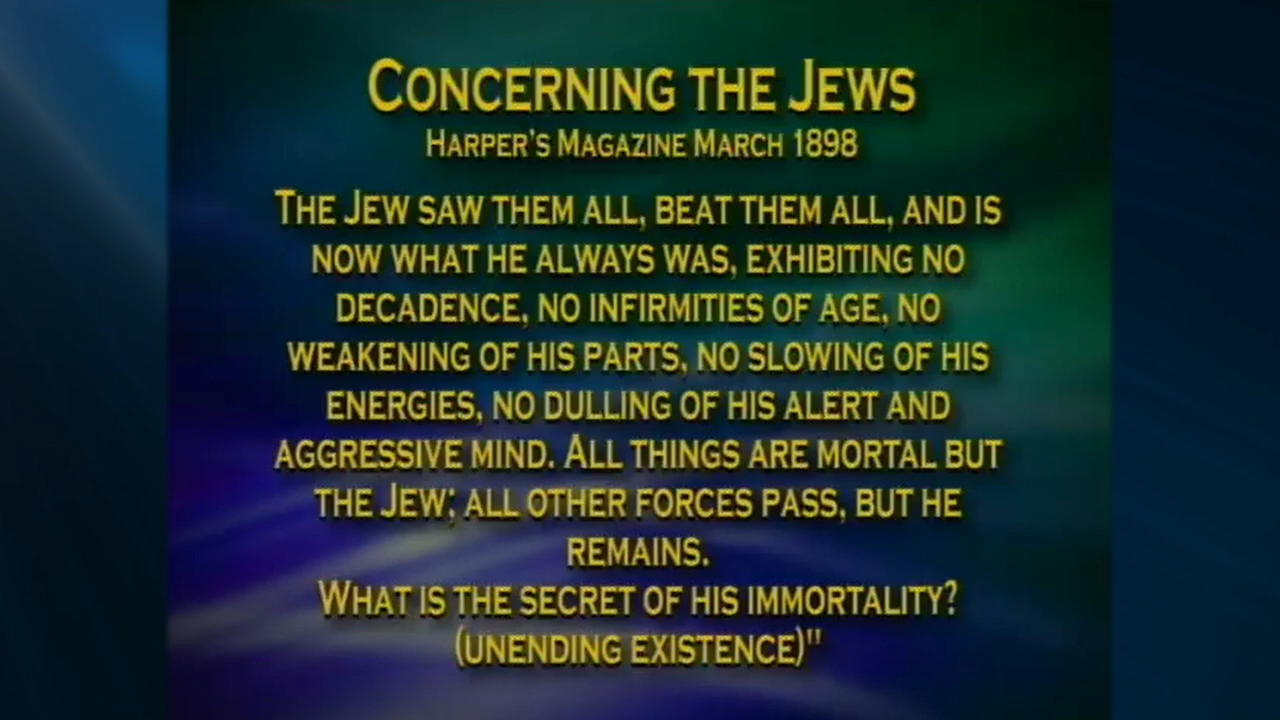 CONCERNING THE JEWS
HARPER'S MAGAZINE MARCH 1898
THE JEW SAW THEM ALL, BEAT THEM ALL, AND IS
NOW WHAT HE ALWAYS WAS, EXHIBITING NO
DECADENCE, NO INFIRMITIES OF AGE, NO
WEAKENING OF HIS PARTS, NO SLOWING OF HIS
ENERGIES, NO DULLING OF HIS ALERT AND
AGGRESSIVE MIND. ALL THINGS ARE MORTAL BUT
THE JEW; ALL OTHER FORCES PASS, BUT HE
REMAINS.
WHAT IS THE SECRET OF HIS IMMORTALITY?
(UNENDING EXISTENCE)"